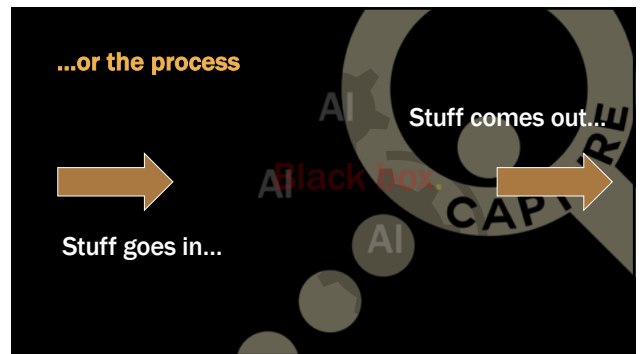 ...or the process
AI
Stuff comes out...
AI
Black box.
CAPTURE
Stuff goes in...
AI